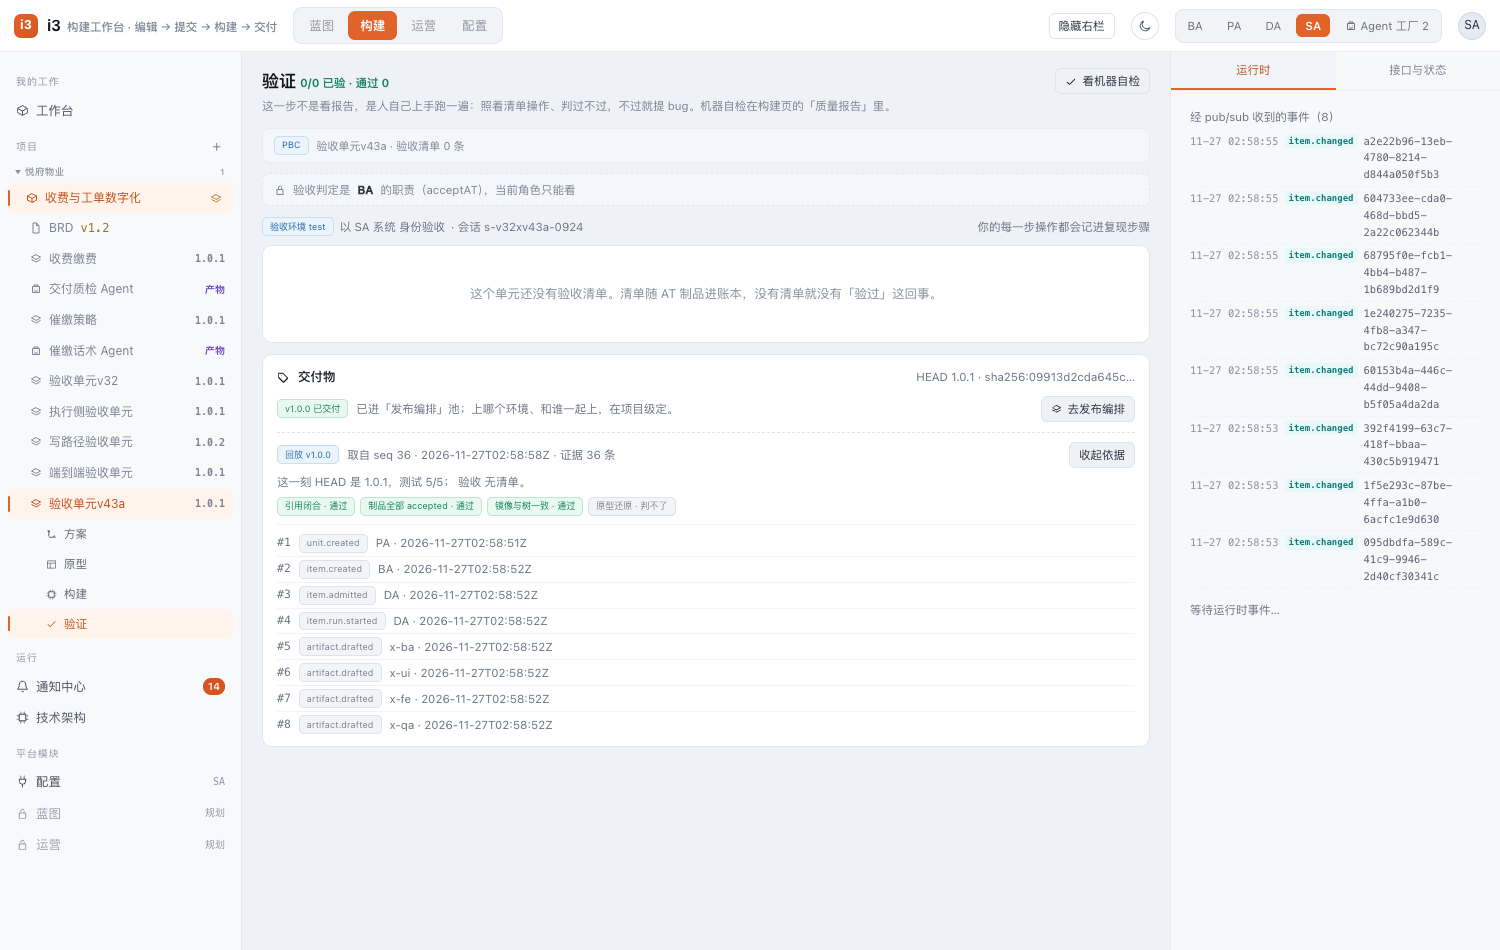 i3 i3 构建工作台 · 编辑 → 提交 → 构建 → 交付 蓝图 构建 运营 配置 隐藏右栏 BA PA DA SA Agent 工厂 2 SA
我的工作
工作台
项目 +
悦府物业 1
收费与工单数字化
BRD v1.2
收费缴费 1.0.1
交付质检 Agent 产物
催缴策略 1.0.1
催缴话术 Agent 产物
验收单元v32 1.0.1
执行侧验收单元 1.0.1
写路径验收单元 1.0.2
端到端验收单元 1.0.1
验收单元v43a 1.0.1
方案
原型
构建
验证
运行
通知中心 14
技术架构
平台模块
配置 SA
蓝图 规划
运营 规划
验证 0/0 已验 · 通过 0 看机器自检
这一步不是看报告，是人自己上手跑一遍：照着清单操作、判过不过，不过就提 bug。机器自检在构建页的「质量报告」里。
PBC 验收单元v43a · 验收清单 0 条
验收判定是 BA 的职责（acceptAT），当前角色只能看
验收环境 test 以 SA 系统 身份验收 · 会话 s-v32xv43a-0924 你的每一步操作都会记进复现步骤
这个单元还没有验收清单。清单随 AT 制品进账本，没有清单就没有「验过」这回事。
交付物 HEAD 1.0.1 · sha256:09913d2cda645c...
v1.0.0 已交付 已进「发布编排」池；上哪个环境、和谁一起上，在项目级定。 去发布编排
回放 v1.0.0 取自 seq 36 · 2026-11-27T02:58:58Z · 证据 36 条 收起依据
这一刻 HEAD 是 1.0.1，测试 5/5； 验收 无清单。
引用闭合 · 通过 制品全部 accepted · 通过 镜像与树一致 · 通过 原型还原 · 判不了
#1 unit.created PA · 2026-11-27T02:58:51Z
#2 item.created BA · 2026-11-27T02:58:52Z
#3 item.admitted DA · 2026-11-27T02:58:52Z
#4 item.run.started DA · 2026-11-27T02:58:52Z
#5 artifact.drafted x-ba · 2026-11-27T02:58:52Z
#6 artifact.drafted x-ui · 2026-11-27T02:58:52Z
#7 artifact.drafted x-fe · 2026-11-27T02:58:52Z
#8 artifact.drafted x-qa · 2026-11-27T02:58:52Z
运行时 接口与状态
经 pub/sub 收到的事件（8）
11-27 02:58:55 item.changed a2e22b96-13eb-
4780-8214-
d844a050f5b3
11-27 02:58:55 item.changed 604733ee-cda0-
468d-bbd5-
2a22c062344b
11-27 02:58:55 item.changed 68795f0e-fcb1-
4bb4-b487-
1b689bd2d1f9
11-27 02:58:55 item.changed 1e240275-7235-
4fb8-a347-
bc72c90a195c
11-27 02:58:55 item.changed 60153b4a-446c-
44dd-9408-
b5f05a4da2da
11-27 02:58:53 item.changed 392f4199-63c7-
418f-bbaa-
430c5b919471
11-27 02:58:53 item.changed 1f5e293c-87be-
4ffa-a1b0-
6acfc1e9d630
11-27 02:58:53 item.changed 095dbdfa-589c-
41c9-9946-
2d40cf30341c
等待运行时事件…